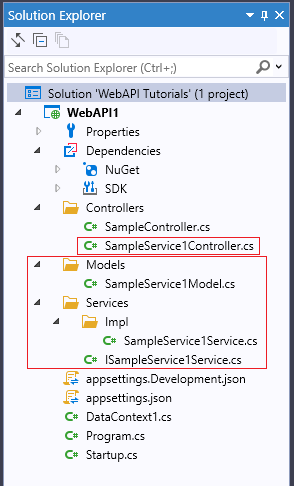 Solution Explorer
Search Solution Explorer (Ctrl+;)
Solution 'WebAPI Tutorials' (1 project)
WebAPI1
Properties
Dependencies
NuGet
SDK
Controllers
C# SampleController.cs
C# SampleService1Controller.cs
Models
C# SampleService1Model.cs
Services
Impl
C# SampleService1Service.cs
C# ISampleService1Service.cs
appsettings.Development.json
appsettings.json
C# DataContext1.cs
C# Program.cs
C# Startup.cs